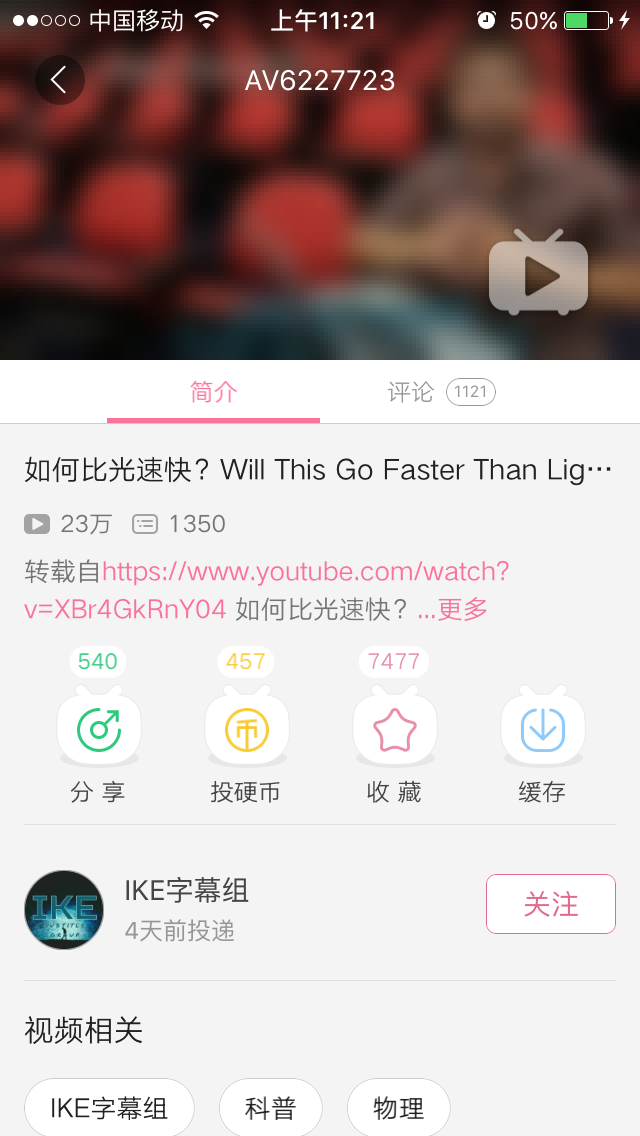 中国移动 上午11:21 50%
AV6227723
简介 评论 1121
如何比光速快？Will This Go Faster Than Lig…
23万 1350
转载自https://www.youtube.com/watch?
v=XBr4GkRnY04 如何比光速快？...更多
540 457 7477
币
分享 投硬币 收藏 缓存
IKE
IKE字幕组
4天前投递
关注
视频相关
IKE字幕组 科普 物理